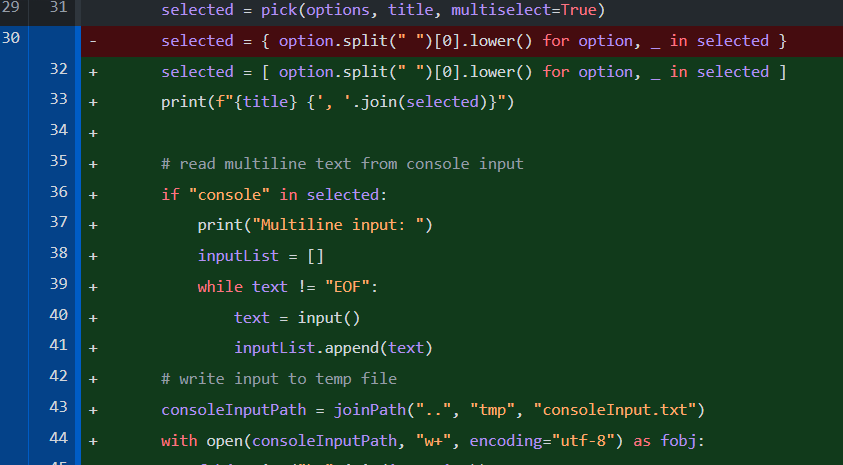 29 31 selected = pick(options, title, multiselect=True)
30 - selected = { option.split(" ")[0].lower() for option, _ in selected }
32 + selected = [ option.split(" ")[0].lower() for option, _ in selected ]
33 + print(f"{title} {', '.join(selected)}")
34 +
35 + # read multiline text from console input
36 + if "console" in selected:
37 + print("Multiline input: ")
38 + inputList = []
39 + while text != "EOF":
40 + text = input()
41 + inputList.append(text)
42 + # write input to temp file
43 + consoleInputPath = joinPath("..", "tmp", "consoleInput.txt")
44 + with open(consoleInputPath, "w+", encoding="utf-8") as fobj: